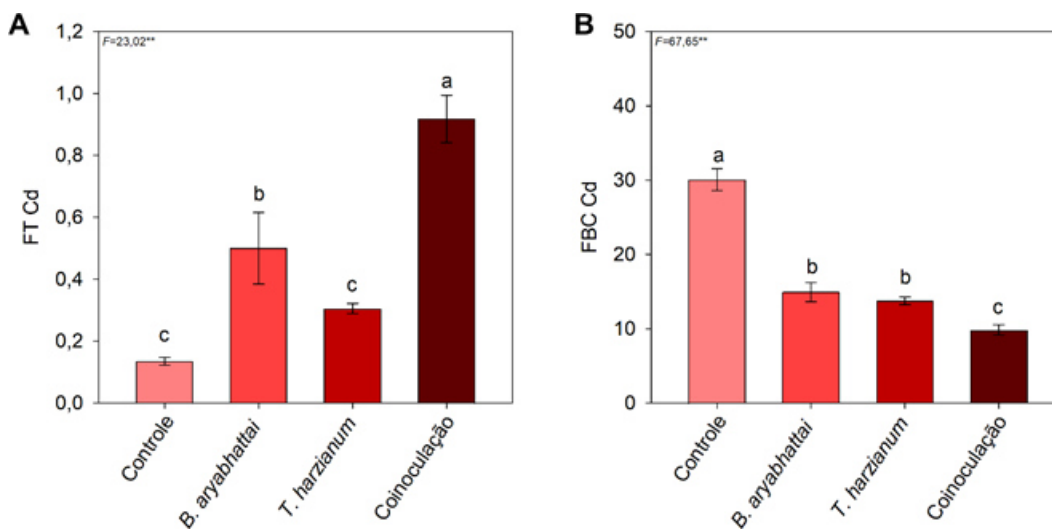 A
F=23,02**
1,2
1,0
0,8
0,6
0,4
0,2
0,0
FT Cd
c
b
c
a
Controle
B. aryabhattai
T. harzianum
Coinoculação
B
F=67,65**
50
40
30
20
10
0
FBC Cd
a
b
b
c
Controle
B. aryabhattai
T. harzianum
Coinoculação